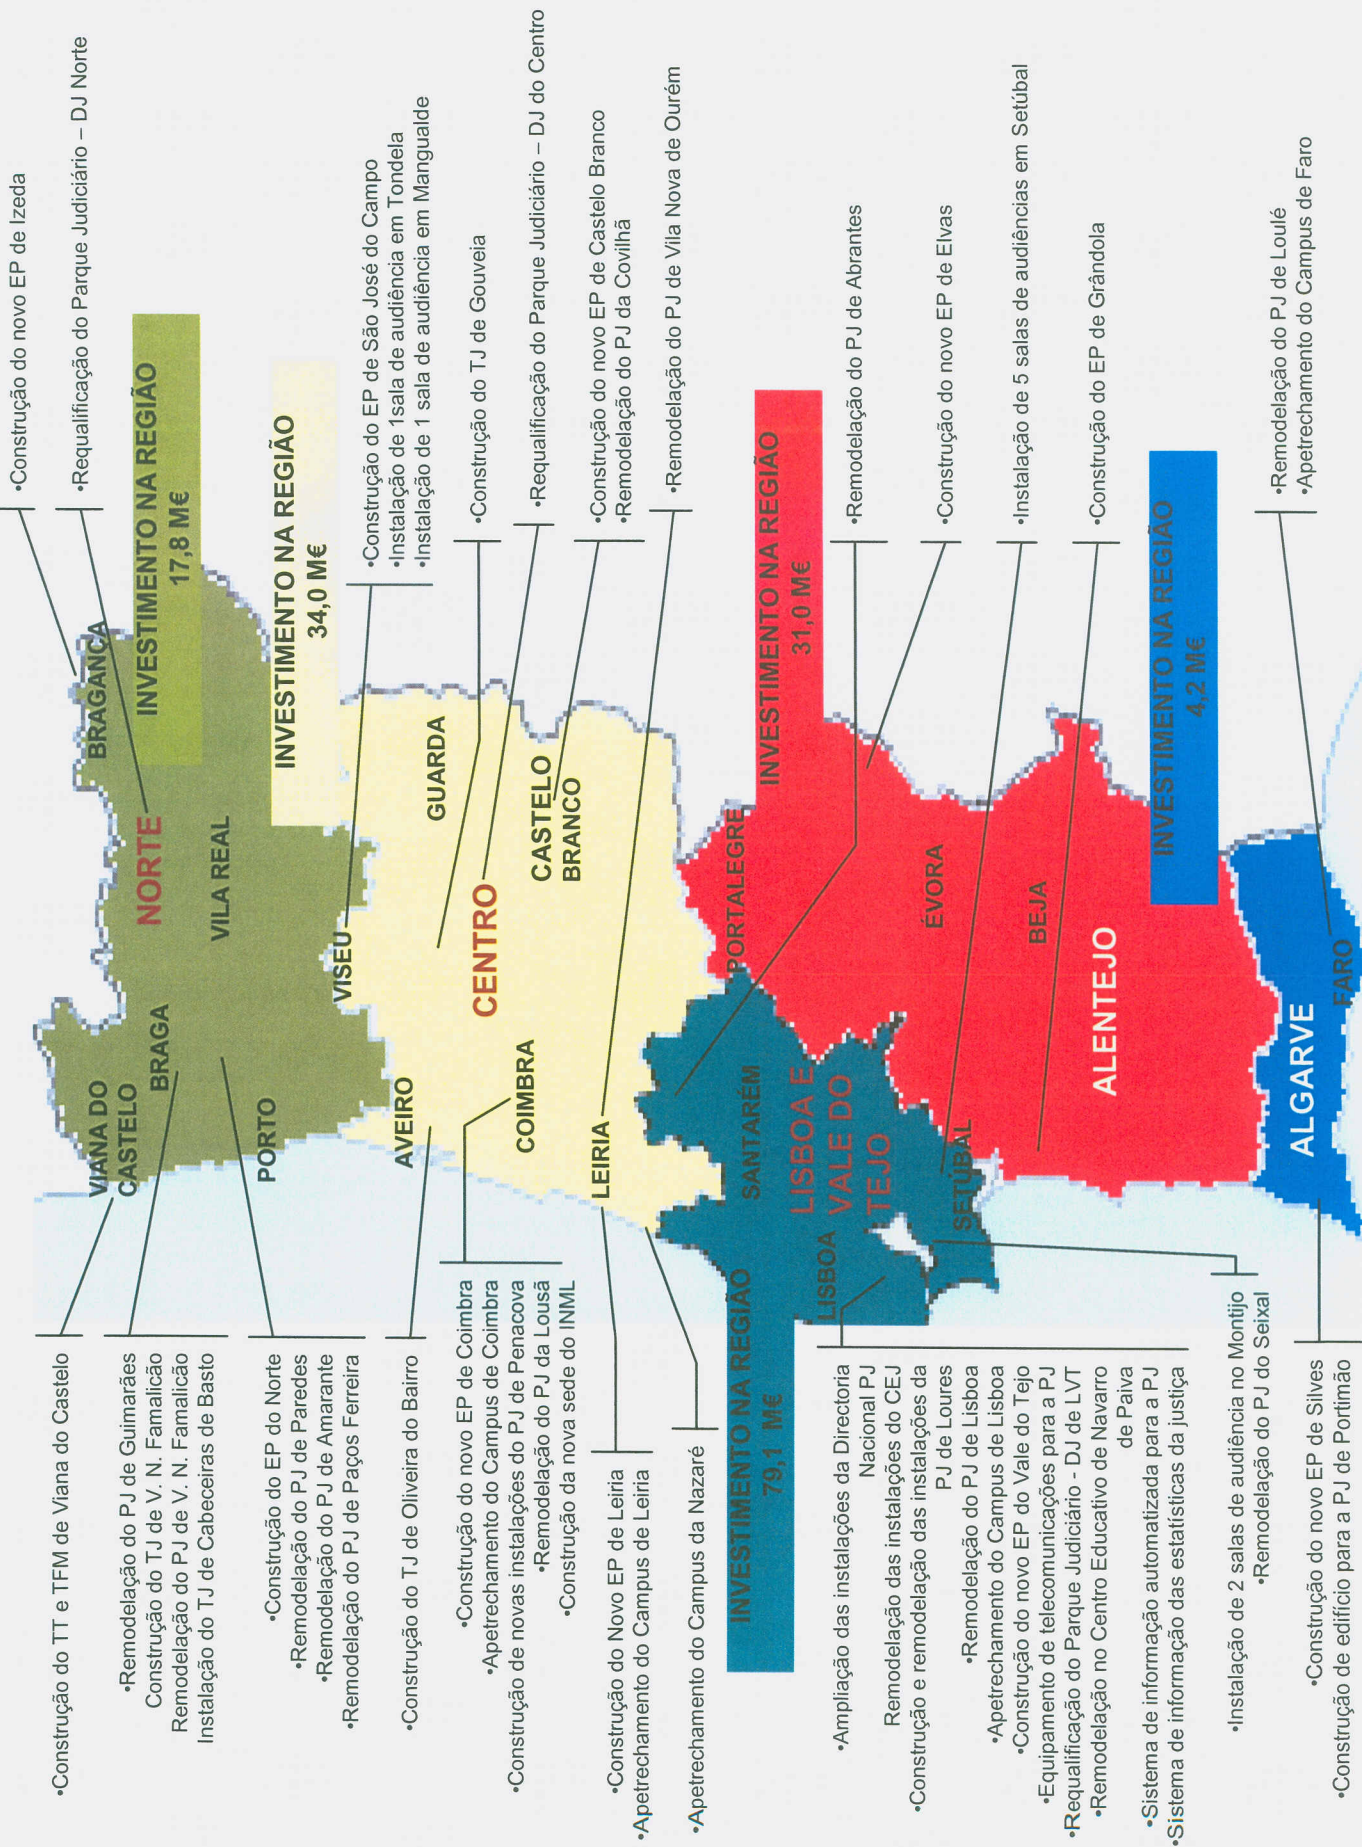 •Construção do novo EP de Izeda
•Requalificação do Parque Judiciário – DJ Norte
INVESTIMENTO NA REGIÃO
17,8 M€
INVESTIMENTO NA REGIÃO
34,0 M€
•Construção do EP de São José do Campo
•Instalação de 1sala de audiência em Tondela
•Instalação de 1 sala de audiência em Mangualde
•Construção do TJ de Gouveia
•Requalificação do Parque Judiciário – DJ do Centro
•Construção do novo EP de Castelo Branco
•Remodelação do PJ da Covilhã
•Remodelação do PJ de Vila Nova de Ourém
INVESTIMENTO NA REGIÃO
31,0 M€
•Remodelação do PJ de Abrantes
•Construção do novo EP de Elvas
•Instalação de 5 salas de audiências em Setúbal
•Construção do EP de Grândola
INVESTIMENTO NA REGIÃO
4,2 M€
•Remodelação do PJ de Loulé
•Apetrechamento do Campus de Faro
BRAGANÇA
NORTE
VILA REAL
VIANA DO
CASTELO
BRAGA
PORTO
VISEU
GUARDA
AVEIRO
CENTRO
COIMBRA
CASTELO
BRANCO
LEIRIA
PORTALEGRE
SANTARÉM
LISBOA E
VALE DO
TEJO
LISBOA
SETÚBAL
ÉVORA
BEJA
ALENTEJO
ALGARVE
FARO
•Construção do TT e TFM de Viana do Castelo
•Remodelação do PJ de Guimarães
Construção do TJ de V. N. Famalicão
Remodelação do PJ de V. N. Famalicão
Instalação do TJ de Cabeceiras de Basto
•Construção do EP do Norte
•Remodelação do PJ de Paredes
•Remodelação do PJ de Amarante
•Remodelação do PJ de Paços Ferreira
•Construção do TJ de Oliveira do Bairro
•Construção do novo EP de Coimbra
•Apetrechamento do Campus de Coimbra
•Construção de novas instalações do PJ de Penacova
•Remodelação do PJ da Lousã
•Construção da nova sede do INML
•Construção do Novo EP de Leiria
•Apetrechamento do Campus de Leiria
•Apetrechamento do Campus da Nazaré
INVESTIMENTO NA REGIÃO
79,1 M€
•Ampliação das instalações da Directoria
Nacional PJ
Remodelação das instalações do CEJ
•Construção e remodelação das instalações da
PJ de Loures
•Remodelação do PJ de Lisboa
•Apetrechamento do Campus de Lisboa
•Construção do novo EP do Vale do Tejo
•Equipamento de telecomunicações para a PJ
•Requalificação do Parque Judiciário - DJ de LVT
•Remodelação no Centro Educativo de Navarro
de Paiva
•Sistema de informação automatizada para a PJ
•Sistema de informação das estatísticas da justiça
•Instalação de 2 salas de audiência no Montijo
•Remodelação do PJ do Seixal
•Construção do novo EP de Silves
•Construção de edifício para a PJ de Portimão